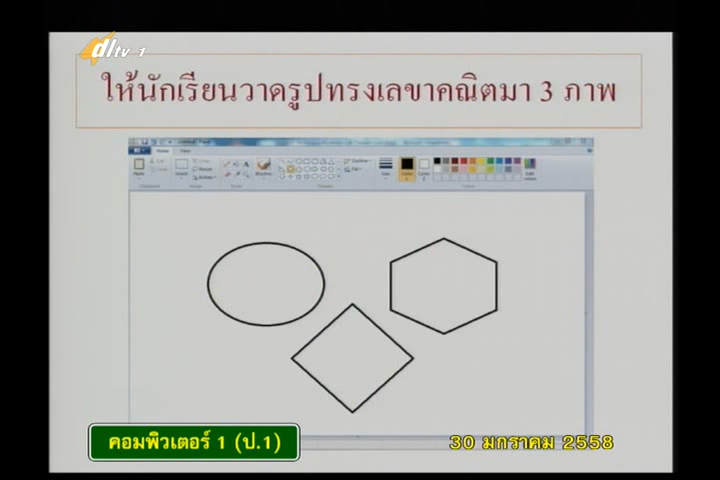 dltv 1
ให้นักเรียนวาดรูปทรงเลขาคณิตมา 3 ภาพ
คอมพิวเตอร์ 1 (ป.1)
30 มกราคม 2558